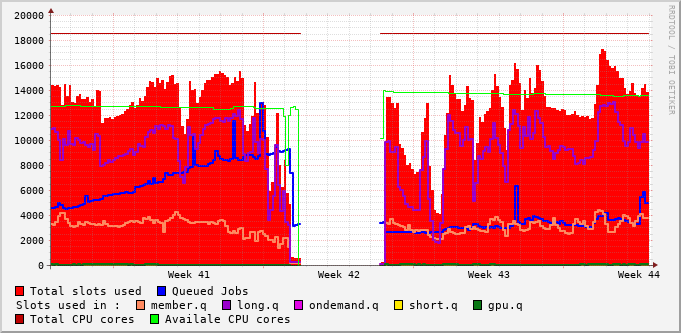 20000
18000
16000
14000
12000
10000
8000
6000
4000
2000
0
Week 41 Week 42 Week 43 Week 44
RRDTOOL / TOBI OETIKER
Total slots used Queued Jobs
Slots used in : member.q long.q ondemand.q short.q gpu.q
Total CPU cores Availale CPU cores